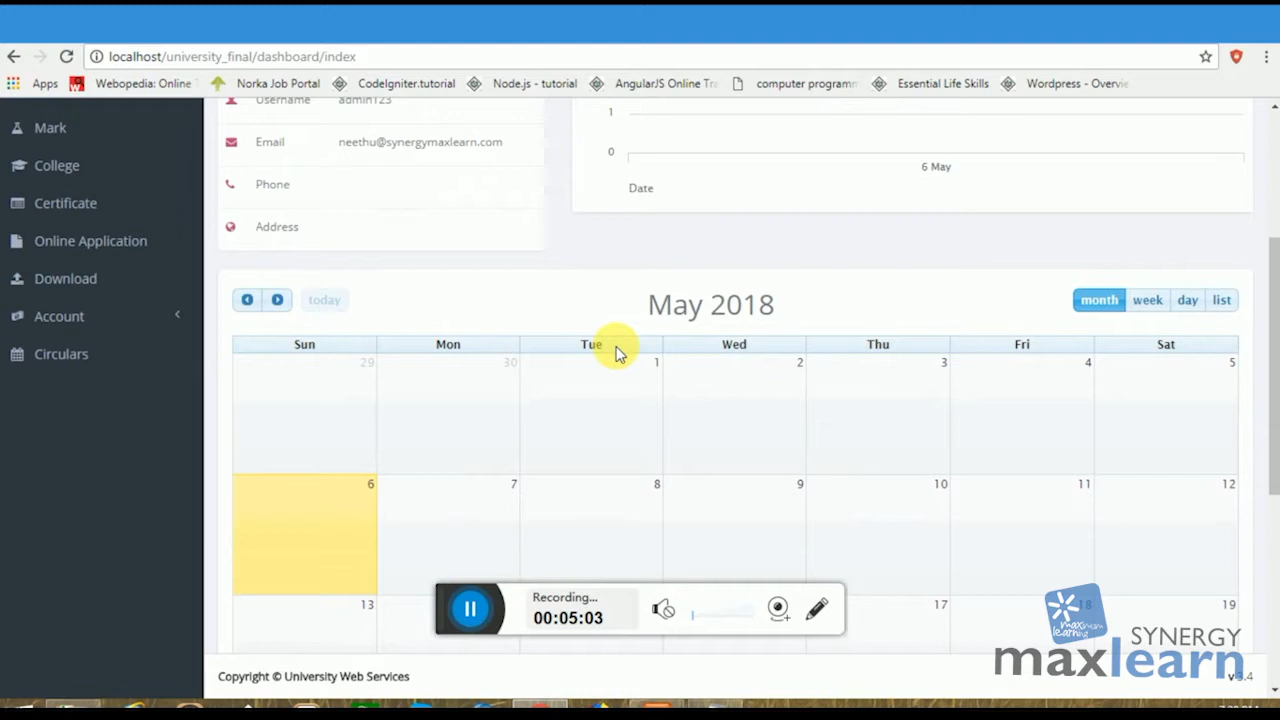 localhost/university_final/dashboard/index
Apps Webopedia: Online Norka Job Portal CodeIgniter.tutorial Node.js - tutorial AngularJS Online Tra computer programm Essential Life Skills Wordpress - Overvie
Username admin123
Email neethu@synergymaxlearn.com
Phone
Address
1
0
6 May
Date
Mark
College
Certificate
Online Application
Download
Account
Circulars
today
May 2018
month week day list
Sun Mon Tue Wed Thu Fri Sat
29 30 1 2 3 4 5
6 7 8 9 10 11 12
13 17 18 19
Recording...
00:05:03
SYNERGY
maxlearn
learning
Copyright © University Web Services